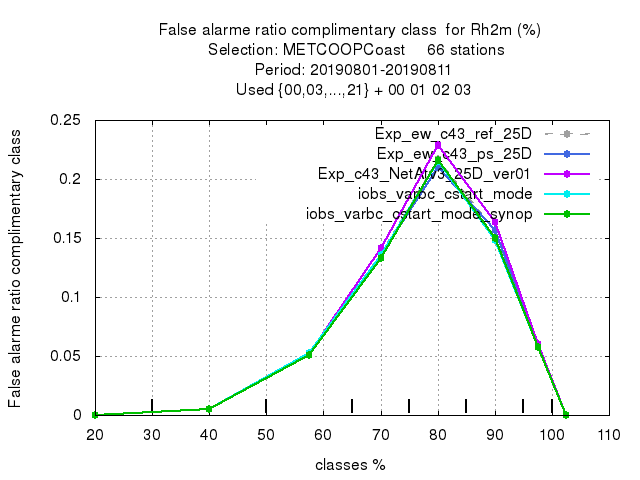 False alarme ratio complimentary class  for Rh2m (%)
Selection: METCOOPCoast     66 stations
Period: 20190801-20190811
Used {00,03,...,21} + 00 01 02 03
Exp_ew_c43_ref_25D
Exp_ew_c43_ps_25D
Exp_c43_NetAtv3_25D_ver01
iobs_varbc_cstart_mode
iobs_varbc_cstart_mode_synop
False alarme ratio complimentary class
0.25
0.2
0.15
0.1
0.05
0
20 30 40 50 60 70 80 90 100 110
classes %